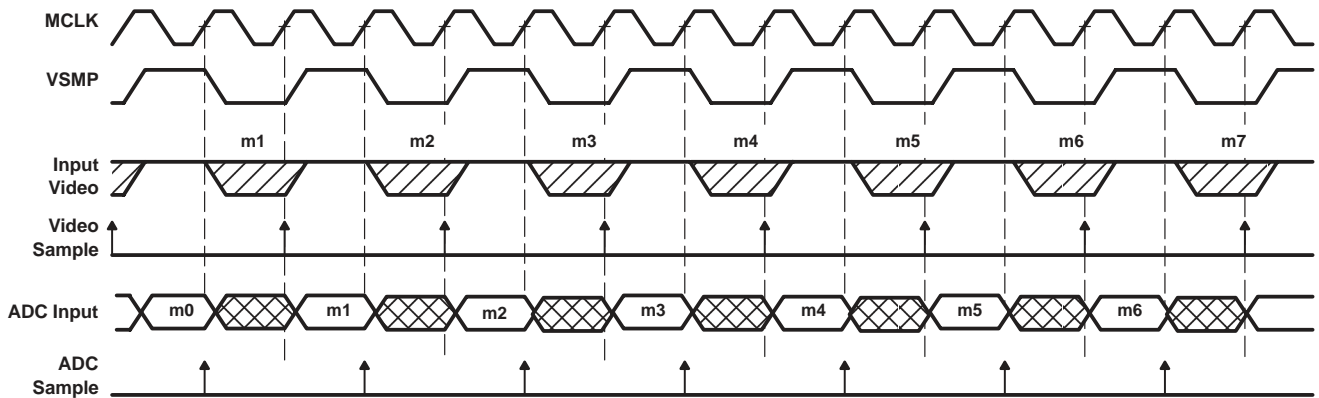 MCLK
VSMP
m1 m2 m3 m4 m5 m6 m7
Input
Video
Video
Sample
ADC Input m0 m1 m2 m3 m4 m5 m6
ADC
Sample